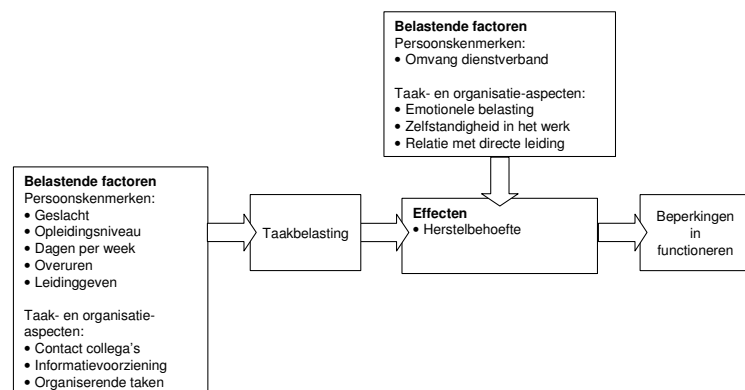 Belastende factoren
Persoonskenmerken:
• Omvang dienstverband
Taak- en organisatie-aspecten:
• Emotionele belasting
• Zelfstandigheid in het werk
• Relatie met directe leiding
Belastende factoren
Persoonskenmerken:
• Geslacht
• Opleidingsniveau
• Dagen per week
• Overuren
• Leidinggeven
Taak- en organisatie-
aspecten:
• Contact collega's
• Informatievoorziening
• Organiserende taken
Taakbelasting
Effecten
• Herstelbehoefte
Beperkingen
in
functioneren